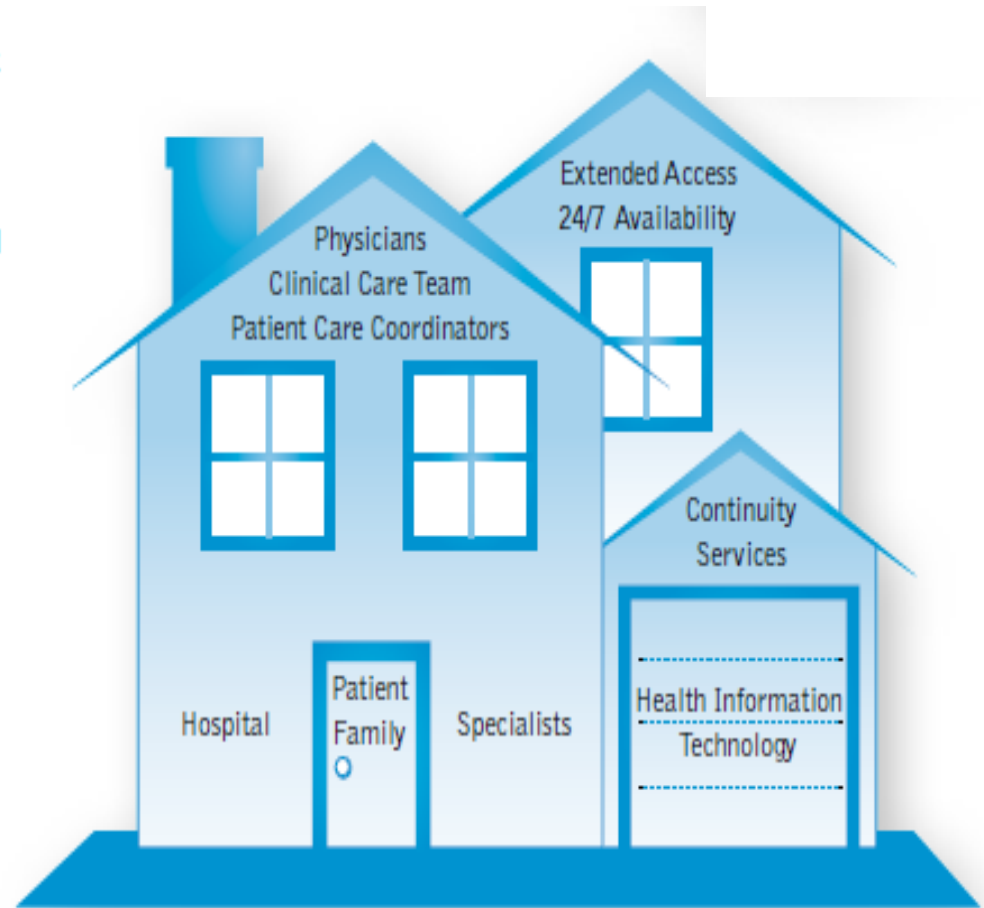 Extended Access
24/7 Availability
Physicians
Clinical Care Team
Patient Care Coordinators
Continuity
Services
Hospital
Patient
Family
Specialists
Health Information
Technology